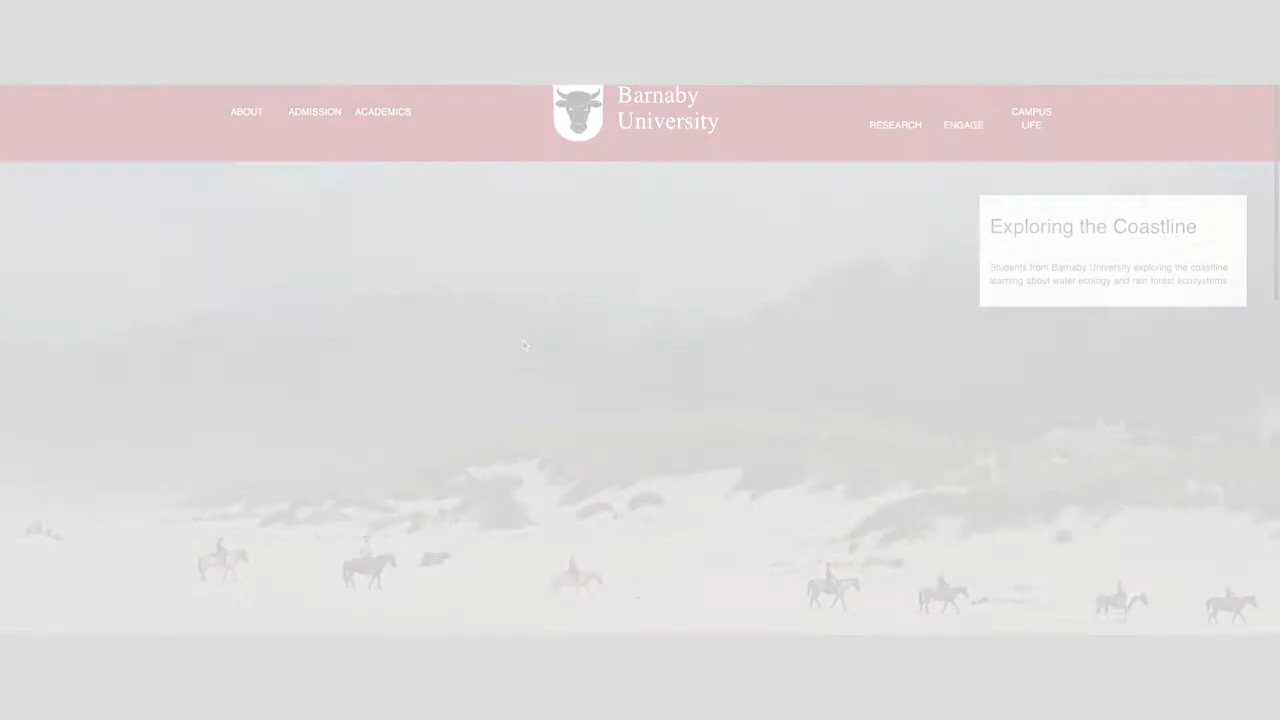 ABOUT
ADMISSION
ACADEMICS
Barnaby
University
RESEARCH
ENGAGE
CAMPUS
LIFE
Exploring the Coastline
Students from Barnaby University exploring the coastline
learning about water ecology and rain forest ecosystems